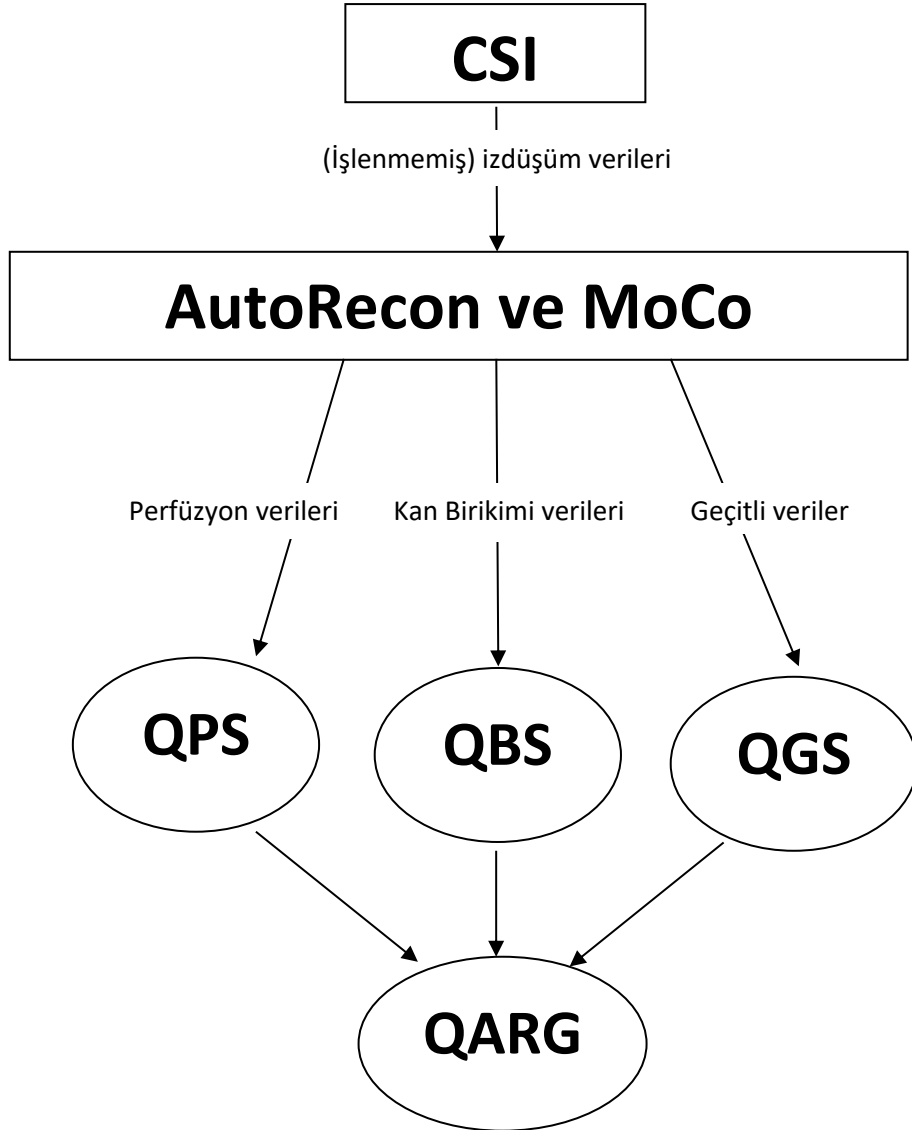 CSI
(İşlenmemiş) izdüşüm verileri
AutoRecon ve MoCo
Perfüzyon verileri
Kan Birikimi verileri
Geçitli veriler
QPS
QBS
QGS
QARG